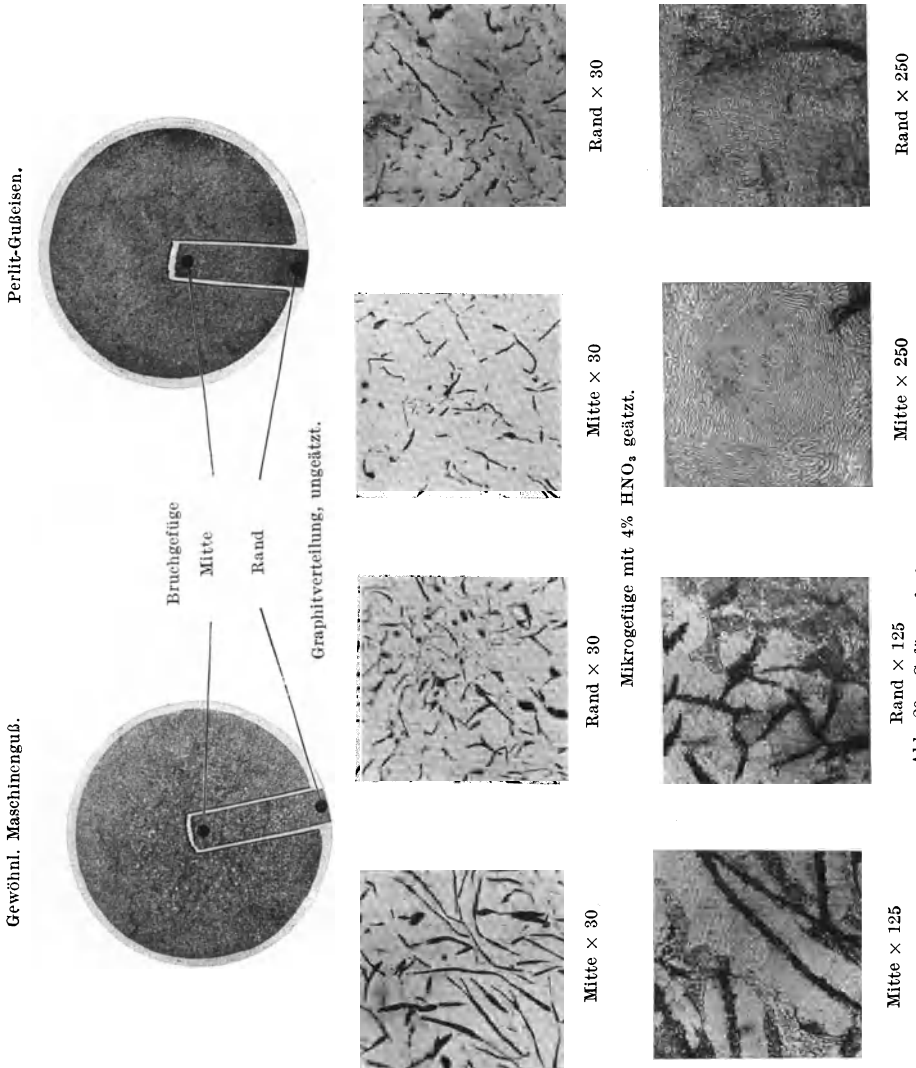 Gewöhnl. Maschinenguß.
Perlit-Gußeisen.
Bruchgefüge
Mitte
Rand
Graphitverteilung, ungeätzt.
Mitte × 30
Rand × 30
Mitte × 30
Rand × 30
Mikrogefüge mit 4% HNO₃ geätzt.
Mitte × 125
Rand × 125
Mitte × 250
Rand × 250